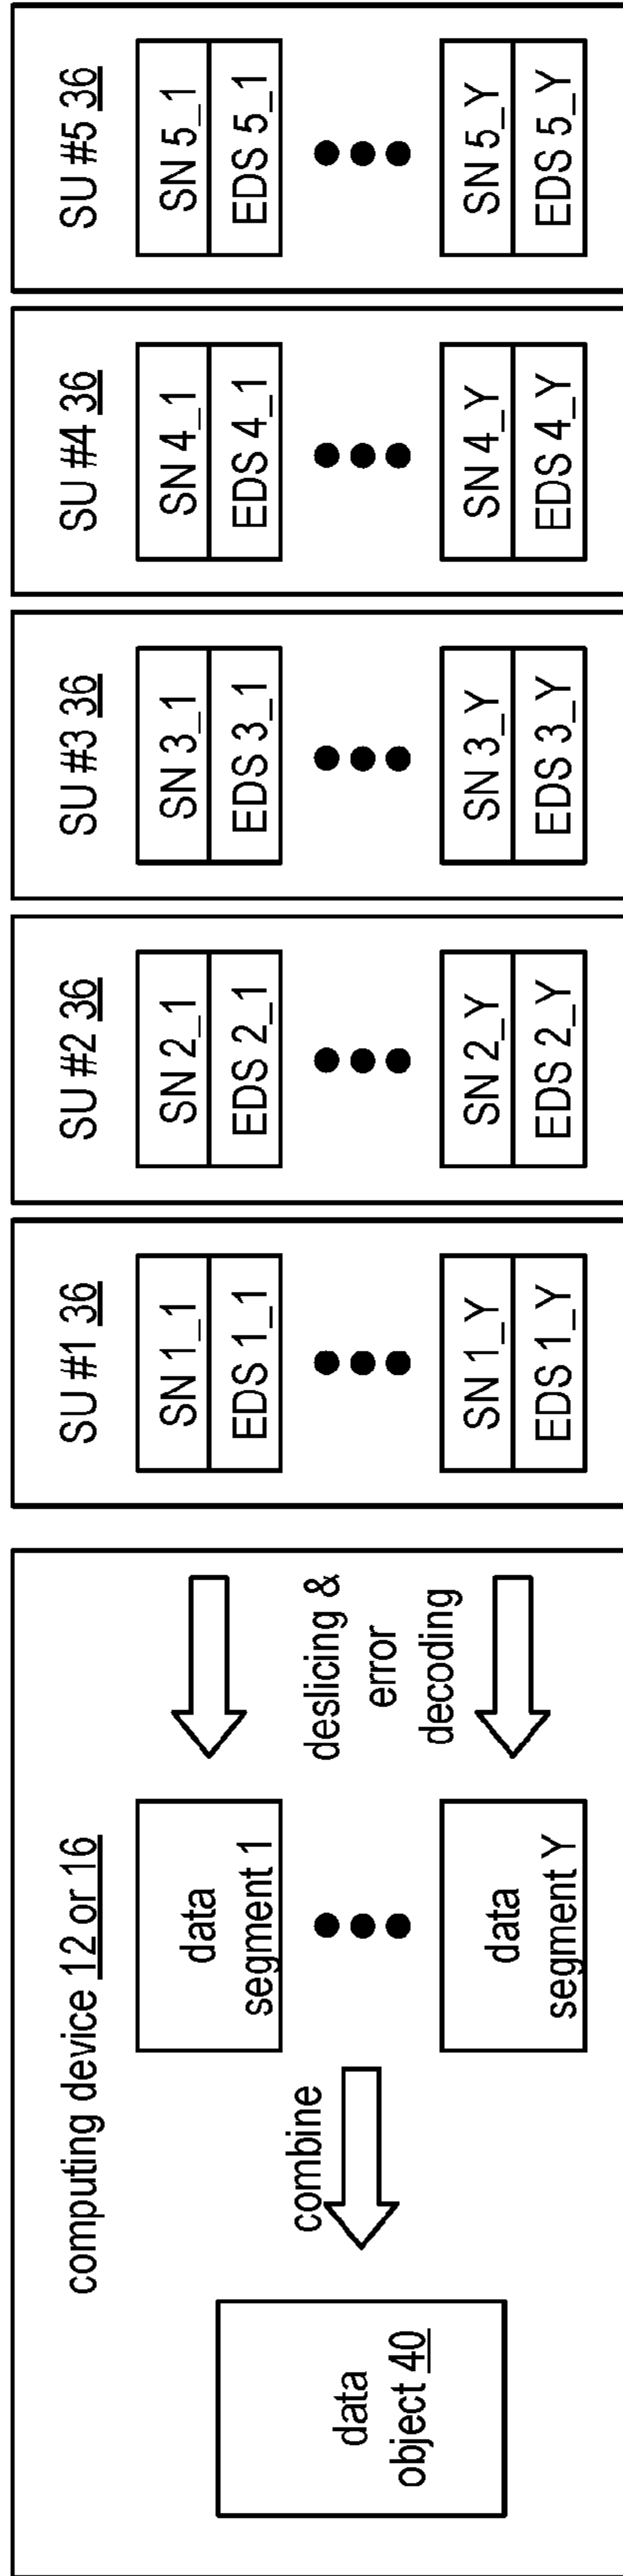 computing device 12 or 16
data
object 40
combine
data
segment 1
data
segment Y
deslicing &
error
decoding
SU #1 36
SN 1_1
EDS 1_1
SN 1_Y
EDS 1_Y
SU #2 36
SN 2_1
EDS 2_1
SN 2_Y
EDS 2_Y
SU #3 36
SN 3_1
EDS 3_1
SN 3_Y
EDS 3_Y
SU #4 36
SN 4_1
EDS 4_1
SN 4_Y
EDS 4_Y
SU #5 36
SN 5_1
EDS 5_1
SN 5_Y
EDS 5_Y